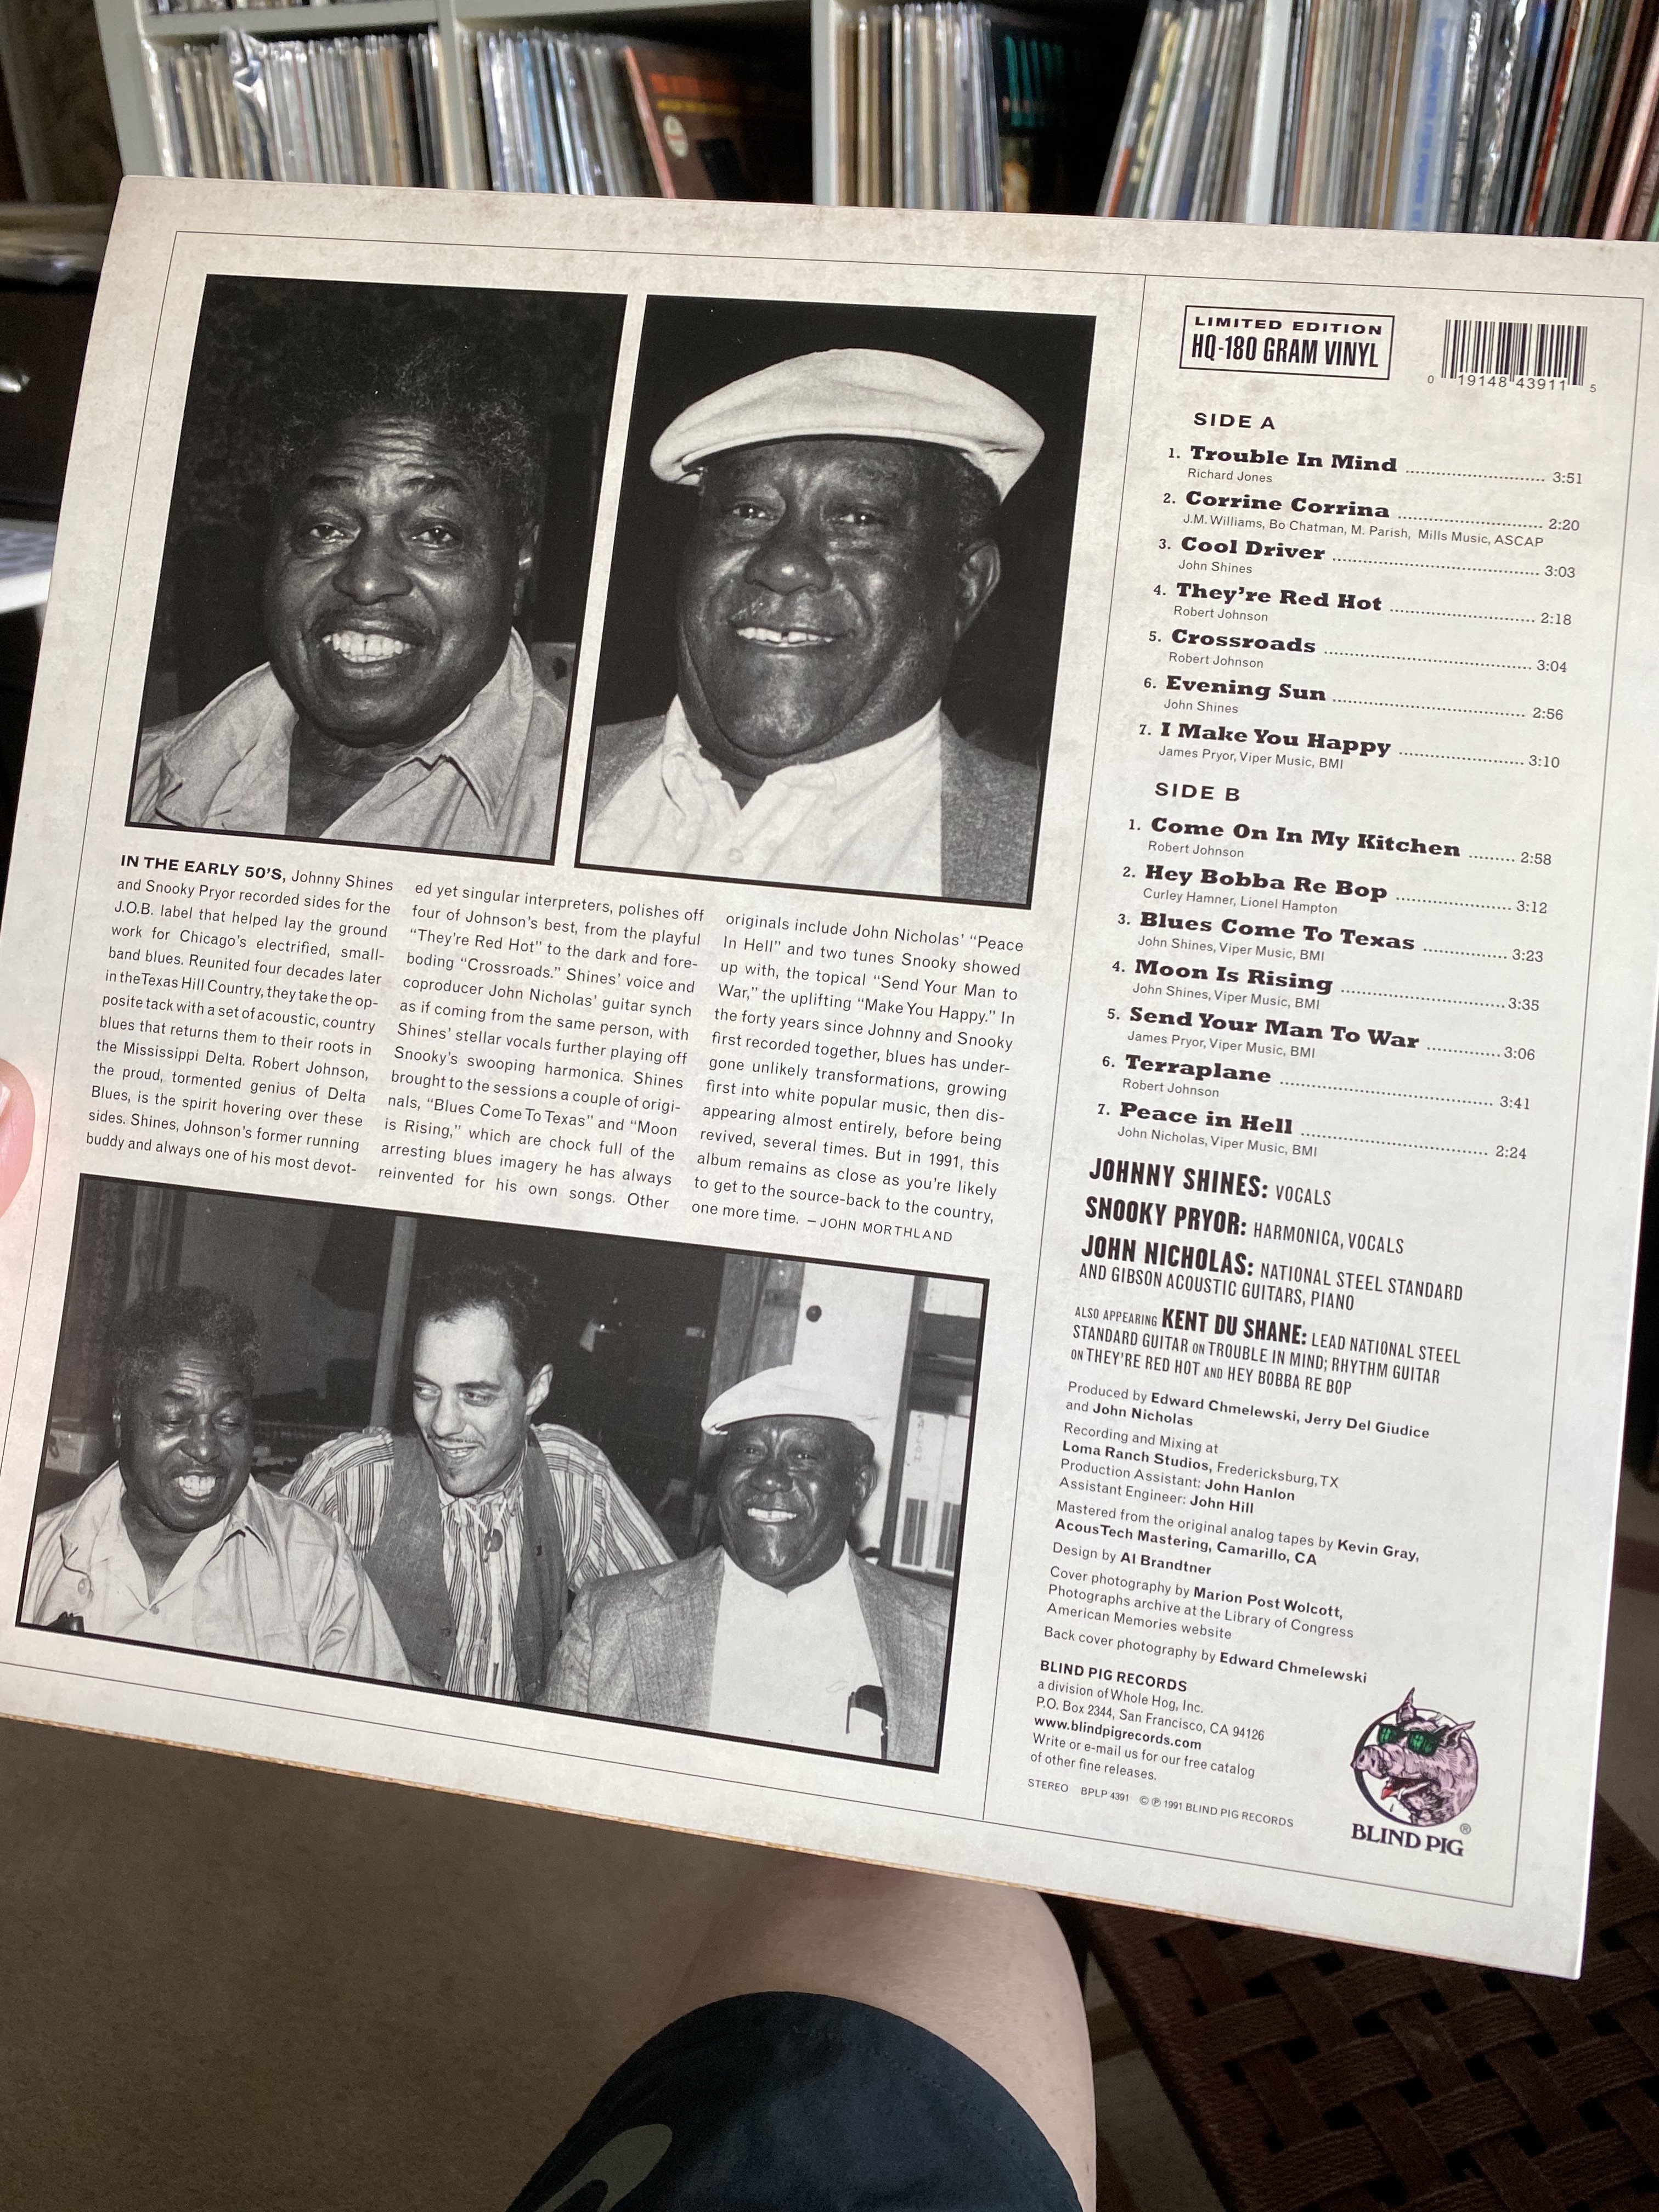 IN THE EARLY 50'S, Johnny Shines
and Snooky Pryor recorded sides for the
J.O.B. label that helped lay the ground
work for Chicago's electrified, small-
band blues. Reunited four decades later
in the Texas Hill Country, they take the op-
posite tack with a set of acoustic, country
blues that returns them to their roots in
the Mississippi Delta. Robert Johnson,
the proud, tormented genius of Delta
Blues, is the spirit hovering over these
sides. Shines, Johnson's former running
buddy and always one of his most devot-
ed yet singular interpreters, polishes off
four of Johnson's best, from the playful
"They're Red Hot" to the dark and fore-
boding "Crossroads." Shines' voice and
coproducer John Nicholas' guitar synch
as if coming from the same person, with
Shines' stellar vocals further playing off
Snooky's swooping harmonica. Shines
brought to the sessions a couple of origi-
nals, "Blues Come To Texas" and "Moon
is Rising," which are chock full of the
arresting blues imagery he has always
reinvented for his own songs. Other
originals include John Nicholas' "Peace
In Hell" and two tunes Snooky showed
up with, the topical "Send Your Man to
War," the uplifting "Make You Happy." In
the forty years since Johnny and Snooky
first recorded together, blues has under-
gone unlikely transformations, growing
first into white popular music, then dis-
appearing almost entirely, before being
revived, several times. But in 1991, this
album remains as close as you're likely
to get to the source-back to the country,
one more time. – JOHN MORTHLAND
LIMITED EDITION
HQ-180 GRAM VINYL
0 19148 43911 5
SIDE A
1. Trouble In Mind ........................... 3:51
Richard Jones
2. Corrine Corrina ........................... 2:20
J.M. Williams, Bo Chatman, M. Parish, Mills Music, ASCAP
3. Cool Driver ........................... 3:03
John Shines
4. They're Red Hot ........................... 2:18
Robert Johnson
5. Crossroads ........................... 3:04
Robert Johnson
6. Evening Sun ........................... 2:56
John Shines
7. I Make You Happy ........................... 3:10
James Pryor, Viper Music, BMI
SIDE B
1. Come On In My Kitchen ......... 2:58
Robert Johnson
2. Hey Bobba Re Bop ........................... 3:12
Curley Hamner, Lionel Hampton
3. Blues Come To Texas ................. 3:23
John Shines, Viper Music, BMI
4. Moon Is Rising ........................... 3:35
John Shines, Viper Music, BMI
5. Send Your Man To War ............... 3:06
James Pryor, Viper Music, BMI
6. Terraplane ........................... 3:41
Robert Johnson
7. Peace in Hell ........................... 2:24
John Nicholas, Viper Music, BMI
JOHNNY SHINES: VOCALS
SNOOKY PRYOR: HARMONICA, VOCALS
JOHN NICHOLAS: NATIONAL STEEL STANDARD
AND GIBSON ACOUSTIC GUITARS, PIANO
ALSO APPEARING KENT DU SHANE: LEAD NATIONAL STEEL
STANDARD GUITAR ON TROUBLE IN MIND; RHYTHM GUITAR
ON THEY'RE RED HOT AND HEY BOBBA RE BOP
Produced by Edward Chmelewski, Jerry Del Giudice
and John Nicholas
Recording and Mixing at
Loma Ranch Studios, Fredericksburg, TX
Production Assistant: John Hanlon
Assistant Engineer: John Hill
Mastered from the original analog tapes by Kevin Gray,
AcousTech Mastering, Camarillo, CA
Design by Al Brandtner
Cover photography by Marion Post Wolcott,
Photographs archive at the Library of Congress
American Memories website
Back cover photography by Edward Chmelewski
BLIND PIG RECORDS
a division of Whole Hog, Inc.
P.O. Box 2344, San Francisco, CA 94126
www.blindpigrecords.com
Write or e-mail us for our free catalog
of other fine releases.
STEREO BPLP 4391 © ℗ 1991 BLIND PIG RECORDS
BLIND PIG ®